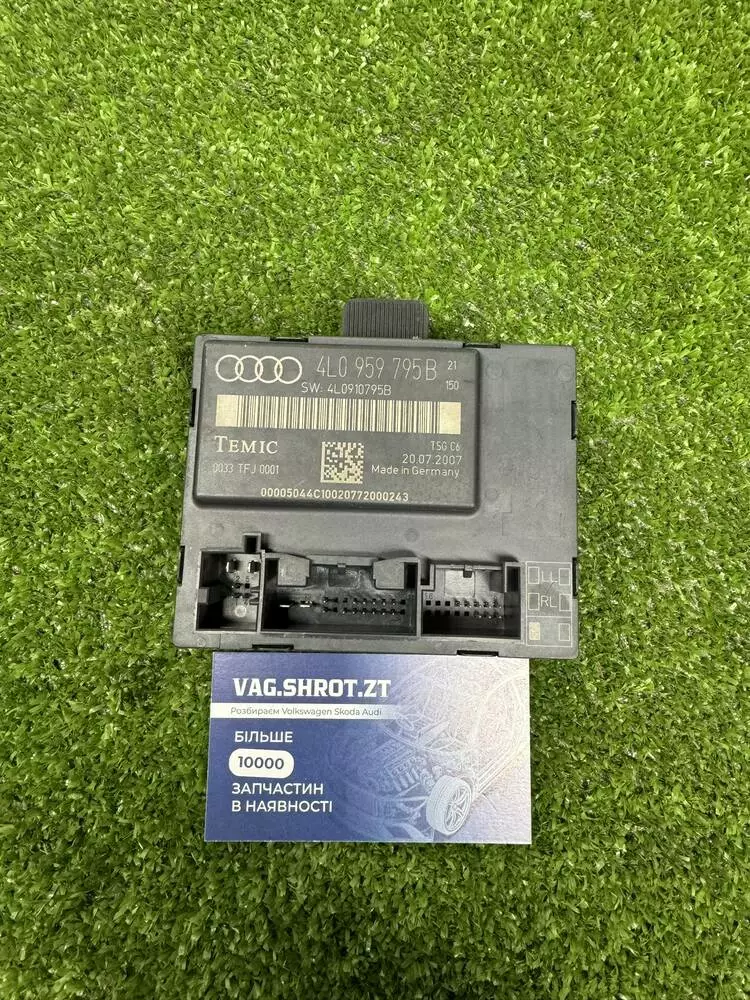 4L0 959 795B 21
150
SW: 4L0910795B
TEMIC
TSG C6
20.07.2007
0033 TFJ 0001
Made in Germany
00005044C10020772000243
LL
RL
VAG.SHROT.ZT
Розбираєм Volkswagen Skoda Audi
БІЛЬШЕ
10000
ЗАПЧАСТИН
В НАЯВНОСТІ